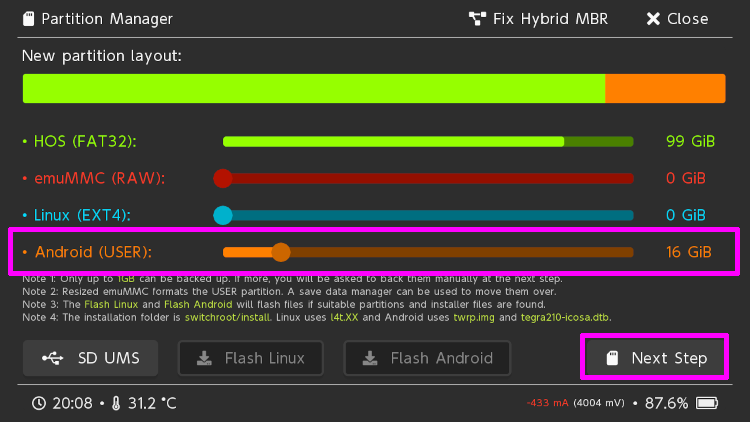 Partition Manager Fix Hybrid MBR Close
New partition layout:
• HOS (FAT32): 99 GiB
• emuMMC (RAW): 0 GiB
• Linux (EXT4): 0 GiB
• Android (USER): 16 GiB
Note 1: Only up to 1GB can be backed up. If more, you will be asked to back them manually at the next step.
Note 2: Resized emuMMC formats the USER partition. A save data manager can be used to move them over.
Note 3: The Flash Linux and Flash Android will flash files if suitable partitions and installer files are found.
Note 4: The installation folder is switchroot/install. Linux uses l4t.XX and Android uses twrp.img and tegra210-icosa.dtb.
SD UMS Flash Linux Flash Android Next Step
20:08 • 31.2 °C -433 mA (4004 mV) • 87.6%